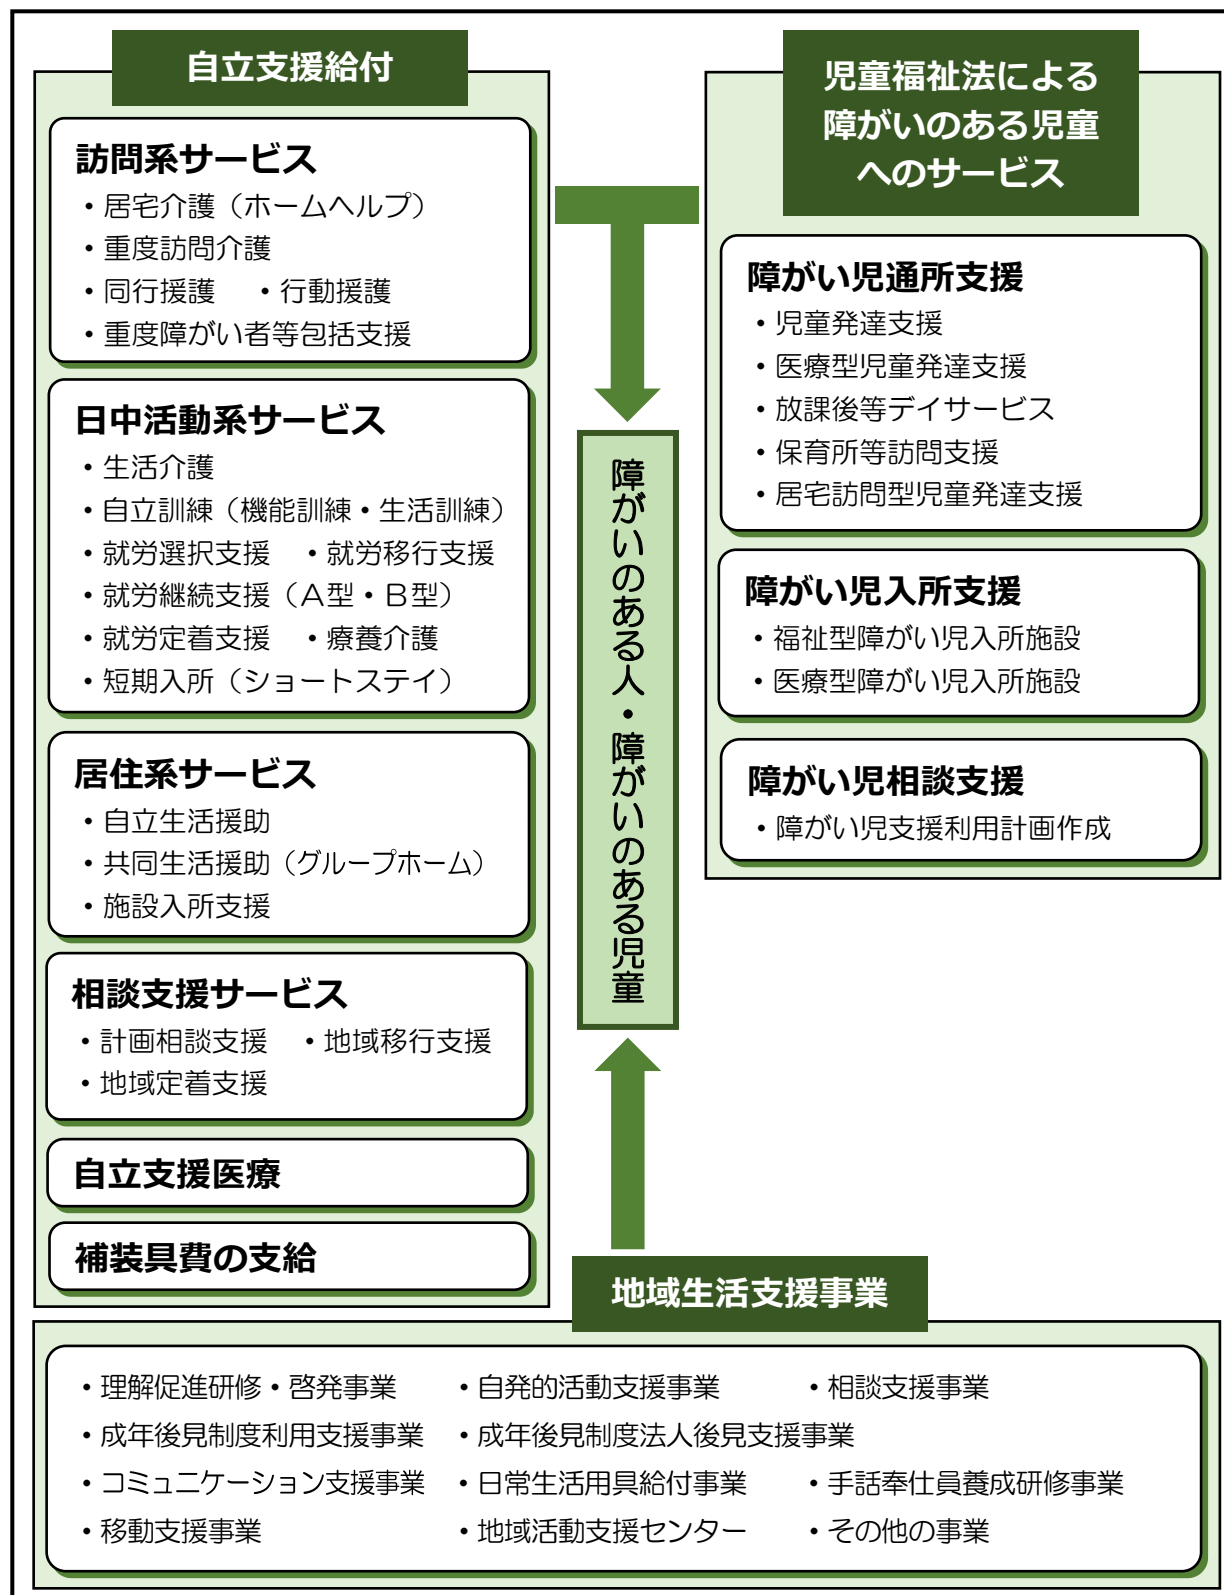 自立支援給付
訪問系サービス
・居宅介護（ホームヘルプ）
・重度訪問介護
・同行援護　・行動援護
・重度障がい者等包括支援
日中活動系サービス
・生活介護
・自立訓練（機能訓練・生活訓練）
・就労選択支援　・就労移行支援
・就労継続支援（Ａ型・Ｂ型）
・就労定着支援　・療養介護
・短期入所（ショートステイ）
居住系サービス
・自立生活援助
・共同生活援助（グループホーム）
・施設入所支援
相談支援サービス
・計画相談支援　・地域移行支援
・地域定着支援
自立支援医療
補装具費の支給
障がいのある人・障がいのある児童
児童福祉法による
障がいのある児童
へのサービス
障がい児通所支援
・児童発達支援
・医療型児童発達支援
・放課後等デイサービス
・保育所等訪問支援
・居宅訪問型児童発達支援
障がい児入所支援
・福祉型障がい児入所施設
・医療型障がい児入所施設
障がい児相談支援
・障がい児支援利用計画作成
地域生活支援事業
・理解促進研修・啓発事業　・自発的活動支援事業　・相談支援事業
・成年後見制度利用支援事業　・成年後見制度法人後見支援事業
・コミュニケーション支援事業　・日常生活用具給付事業　・手話奉仕員養成研修事業
・移動支援事業　・地域活動支援センター　・その他の事業